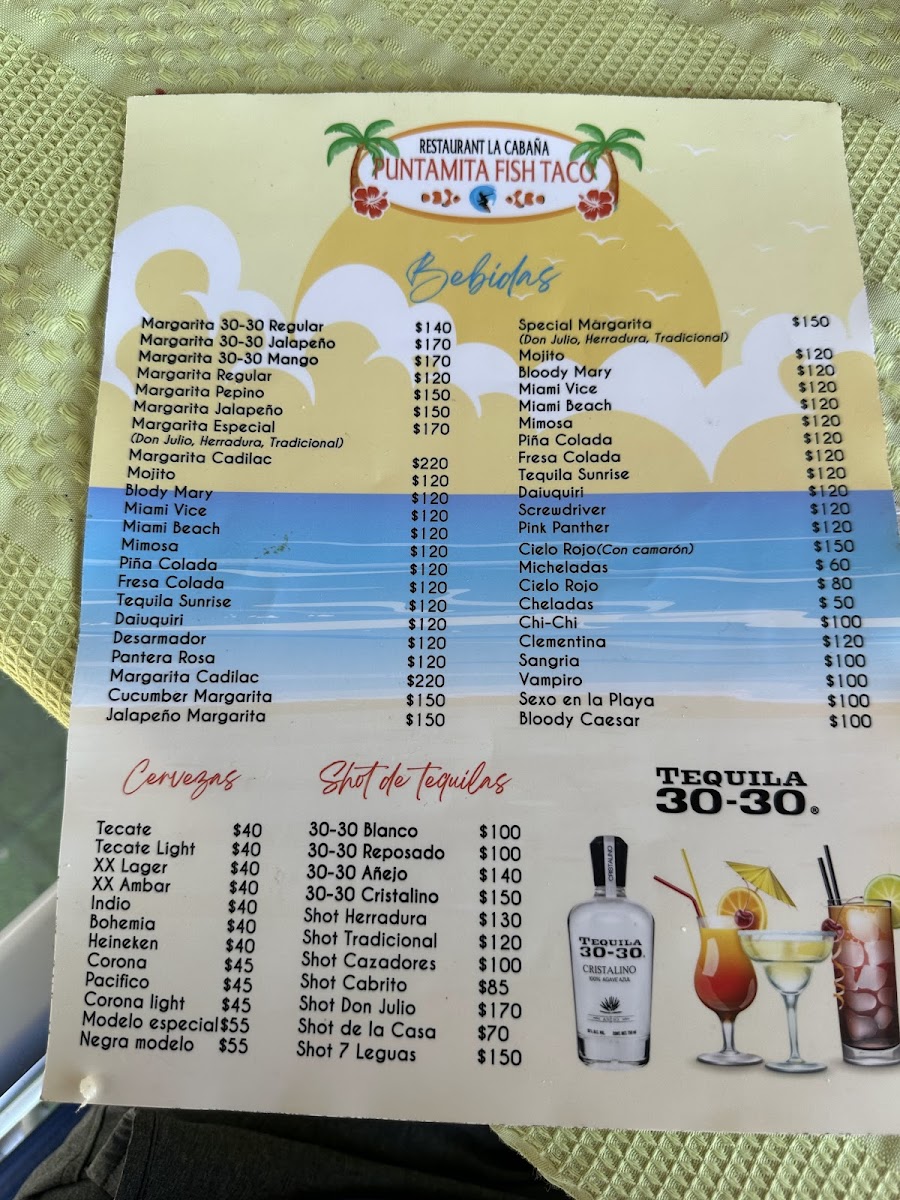 RESTAURANT LA CABAÑA
PUNTAMITA FISH TACO
Bebidas
Margarita 30-30 Regular $140
Margarita 30-30 Jalapeño $170
Margarita 30-30 Mango $170
Margarita Regular $120
Margarita Pepino $150
Margarita Jalapeño $150
Margarita Especial $170
(Don Julio, Herradura, Tradicional)
Margarita Cadilac $220
Mojito $120
Blody Mary $120
Miami Vice $120
Miami Beach $120
Mimosa $120
Piña Colada $120
Fresa Colada $120
Tequila Sunrise $120
Daiuquiri $120
Desarmador $120
Pantera Rosa $120
Margarita Cadilac $220
Cucumber Margarita $150
Jalapeño Margarita $150
Special Margarita $150
(Don Julio, Herradura, Tradicional)
Mojito $120
Bloody Mary $120
Miami Vice $120
Miami Beach $120
Mimosa $120
Piña Colada $120
Fresa Colada $120
Tequila Sunrise $120
Daiuquiri $120
Screwdriver $120
Pink Panther $120
Cielo Rojo(Con camarón) $150
Micheladas $ 60
Cielo Rojo $ 80
Cheladas $ 50
Chi-Chi $100
Clementina $120
Sangria $100
Vampiro $100
Sexo en la Playa $100
Bloody Caesar $100
Cervezas
Tecate $40
Tecate Light $40
XX Lager $40
XX Ambar $40
Indio $40
Bohemia $40
Heineken $40
Corona $45
Pacifico $45
Corona light $45
Modelo especial $55
Negra modelo $55
Shot de tequilas
30-30 Blanco $100
30-30 Reposado $100
30-30 Añejo $140
30-30 Cristalino $150
Shot Herradura $130
Shot Tradicional $120
Shot Cazadores $100
Shot Cabrito $85
Shot Don Julio $170
Shot de la Casa $70
Shot 7 Leguas $150
TEQUILA
30-30®
CRISTALINO
TEQUILA
30-30
CRISTALINO
100% AGAVE AZUL